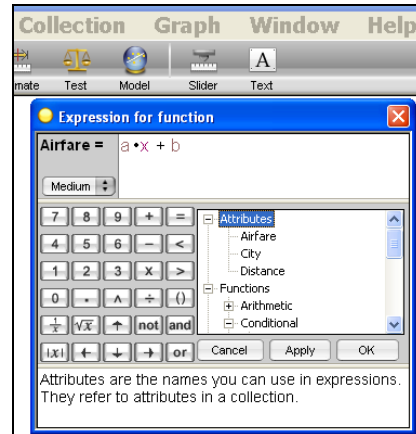 Collection Graph Window Help
mate Test Model Slider Text
A
Expression for function
Airfare = a•x + b
Medium
7 8 9 + =
4 5 6 − <
1 2 3 x >
0 . ^ ÷ ()
1/x √x ↑ not and
|x| ← ↓ → or
Attributes
Airfare
City
Distance
Functions
Arithmetic
Conditional
Cancel Apply OK
Attributes are the names you can use in expressions.
They refer to attributes in a collection.